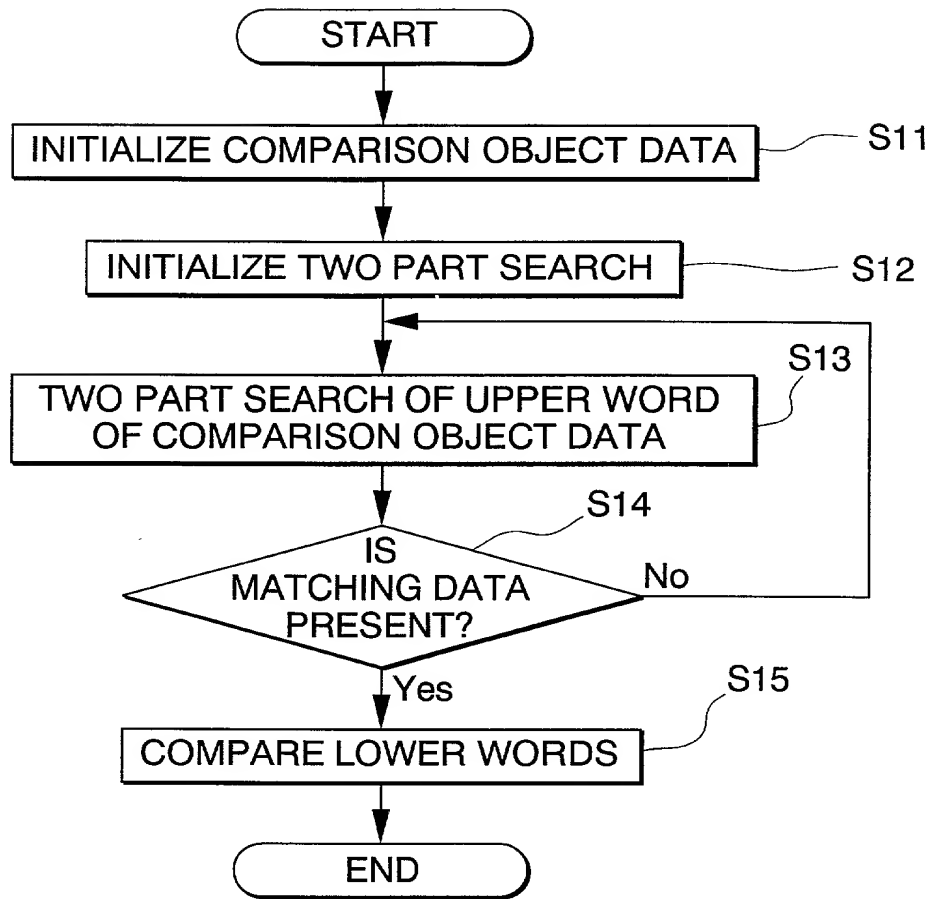 START
INITIALIZE COMPARISON OBJECT DATA
S11
INITIALIZE TWO PART SEARCH
S12
S13
TWO PART SEARCH OF UPPER WORD
OF COMPARISON OBJECT DATA
S14
IS
MATCHING DATA
PRESENT?
No
Yes
S15
COMPARE LOWER WORDS
END